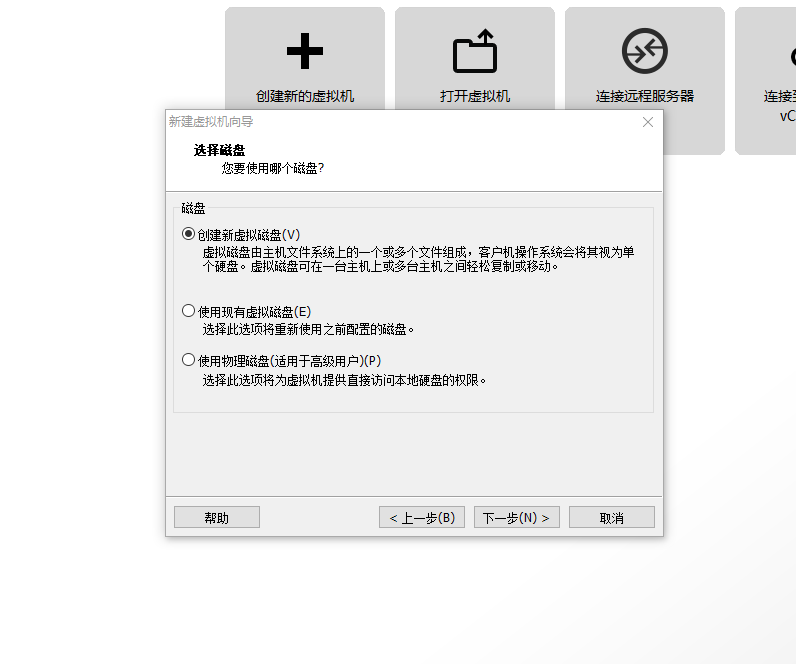 创建新的虚拟机
打开虚拟机
连接远程服务器
vC
新建虚拟机向导
选择磁盘
您要使用哪个磁盘?
磁盘
创建新虚拟磁盘(V)
虚拟磁盘由主机文件系统上的一个或多个文件组成，客户机操作系统会将其视为单
个硬盘。虚拟磁盘可在一台主机上或多台主机之间轻松复制或移动。
使用现有虚拟磁盘(E)
选择此选项将重新使用之前配置的磁盘。
使用物理磁盘(适用于高级用户)(P)
选择此选项将为虚拟机提供直接访问本地硬盘的权限。
帮助
< 上一步(B)
下一步(N) >
取消